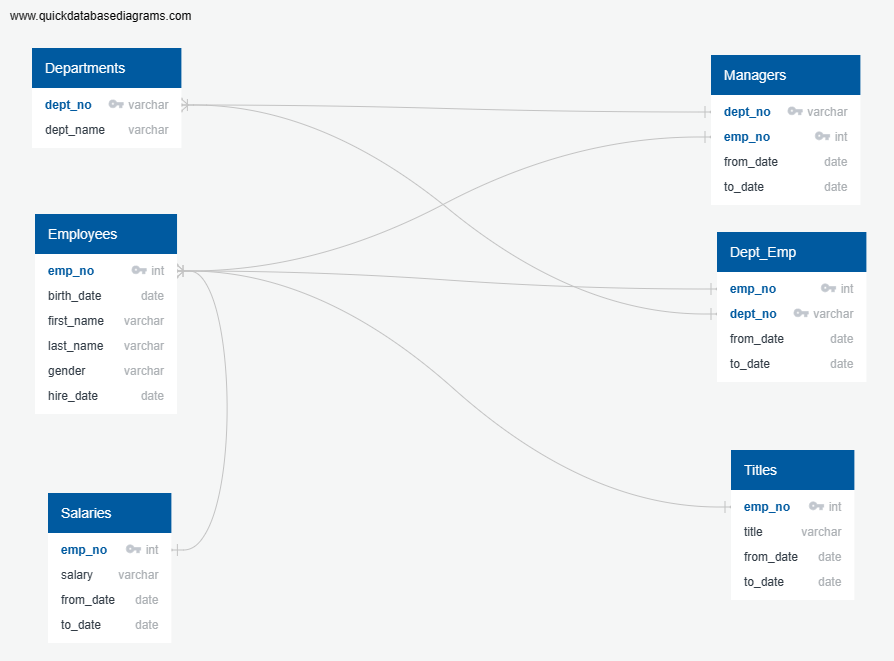 www.quickdatabasediagrams.com
Departments
dept_no varchar
dept_name varchar
Employees
emp_no int
birth_date date
first_name varchar
last_name varchar
gender varchar
hire_date date
Salaries
emp_no int
salary varchar
from_date date
to_date date
Managers
dept_no varchar
emp_no int
from_date date
to_date date
Dept_Emp
emp_no int
dept_no varchar
from_date date
to_date date
Titles
emp_no int
title varchar
from_date date
to_date date